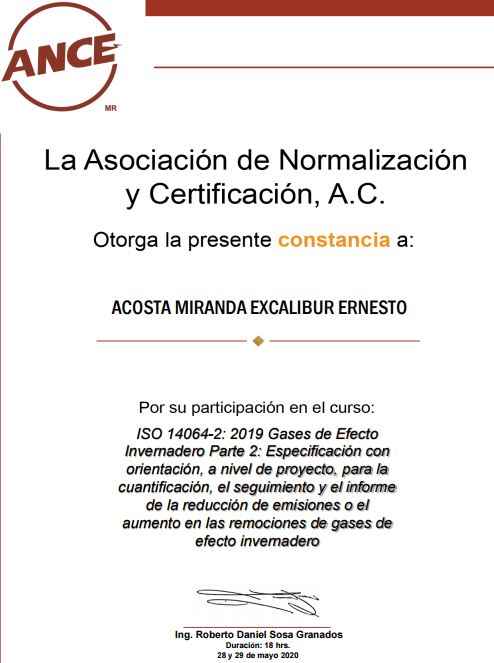 ANCE
MR
La Asociación de Normalización
y Certificación, A.C.
Otorga la presente constancia a:
ACOSTA MIRANDA EXCALIBUR ERNESTO
Por su participación en el curso:
ISO 14064-2: 2019 Gases de Efecto
Invernadero Parte 2: Especificación con
orientación, a nivel de proyecto, para la
cuantificación, el seguimiento y el informe
de la reducción de emisiones o el
aumento en las remociones de gases de
efecto invernadero
Ing. Roberto Daniel Sosa Granados
Duración: 18 hrs.
28 y 29 de mayo 2020